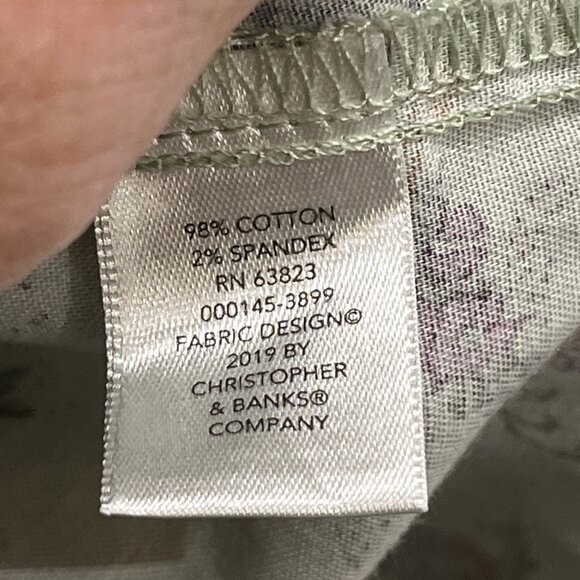 98% COTTON
2% SPANDEX
RN 63823
000145-3899
FABRIC DESIGN©
2019 BY
CHRISTOPHER
& BANKS®
COMPANY